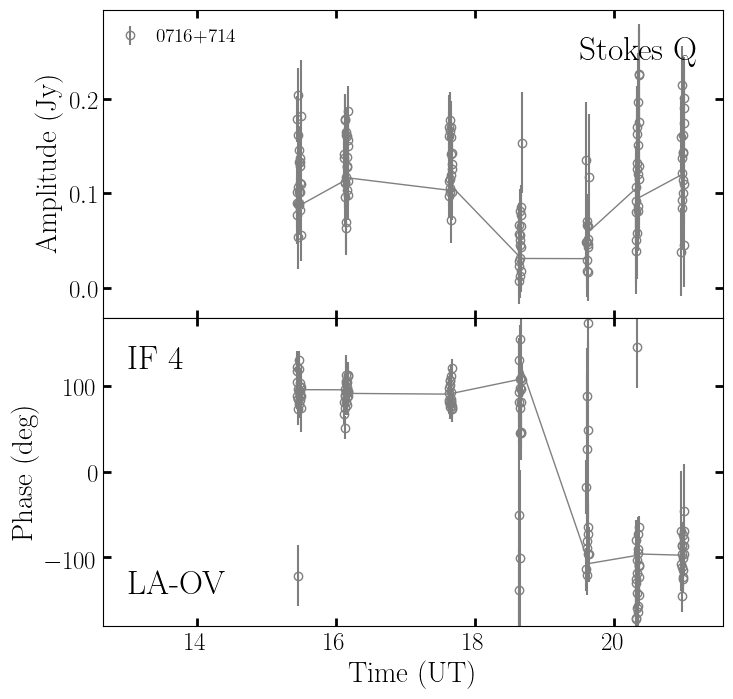 0716+714
Stokes Q
0.2
0.1
0.0
Amplitude (Jy)
IF 4
100
0
−100
Phase (deg)
LA-OV
14 16 18 20
Time (UT)